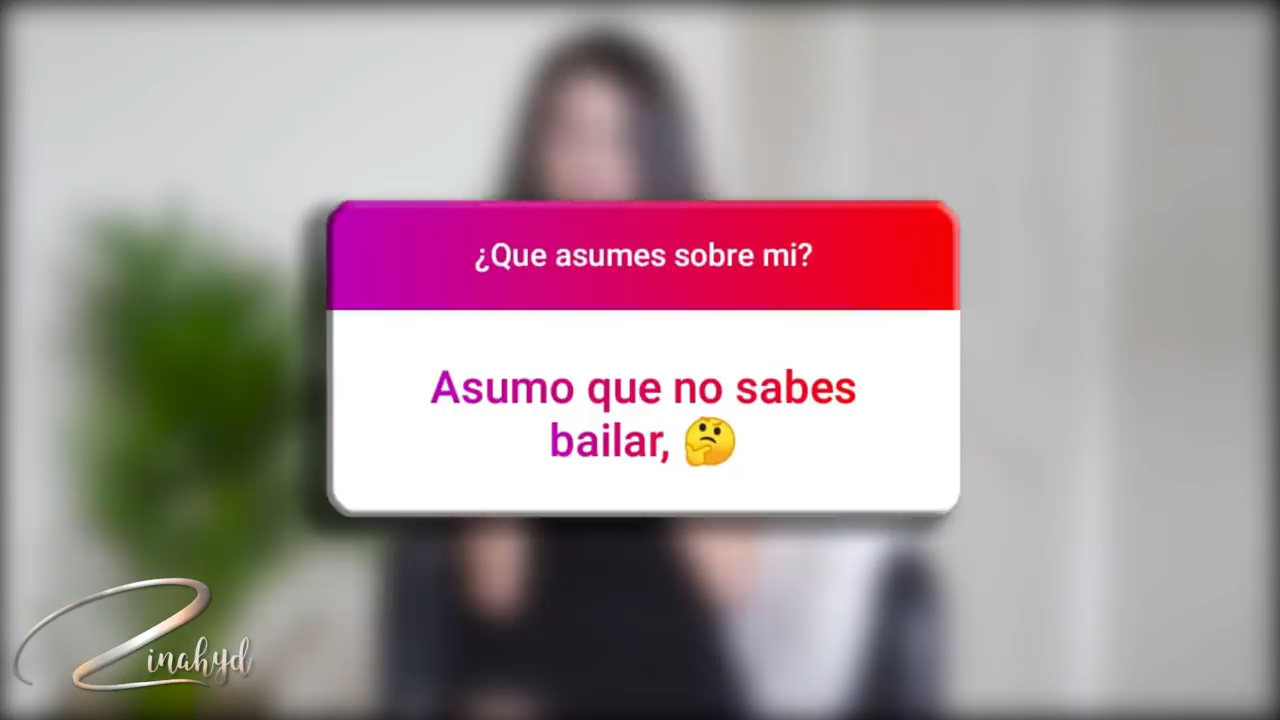 ¿Que asumes sobre mi?
Asumo que no sabes
bailar, 🤔
Zinahyd